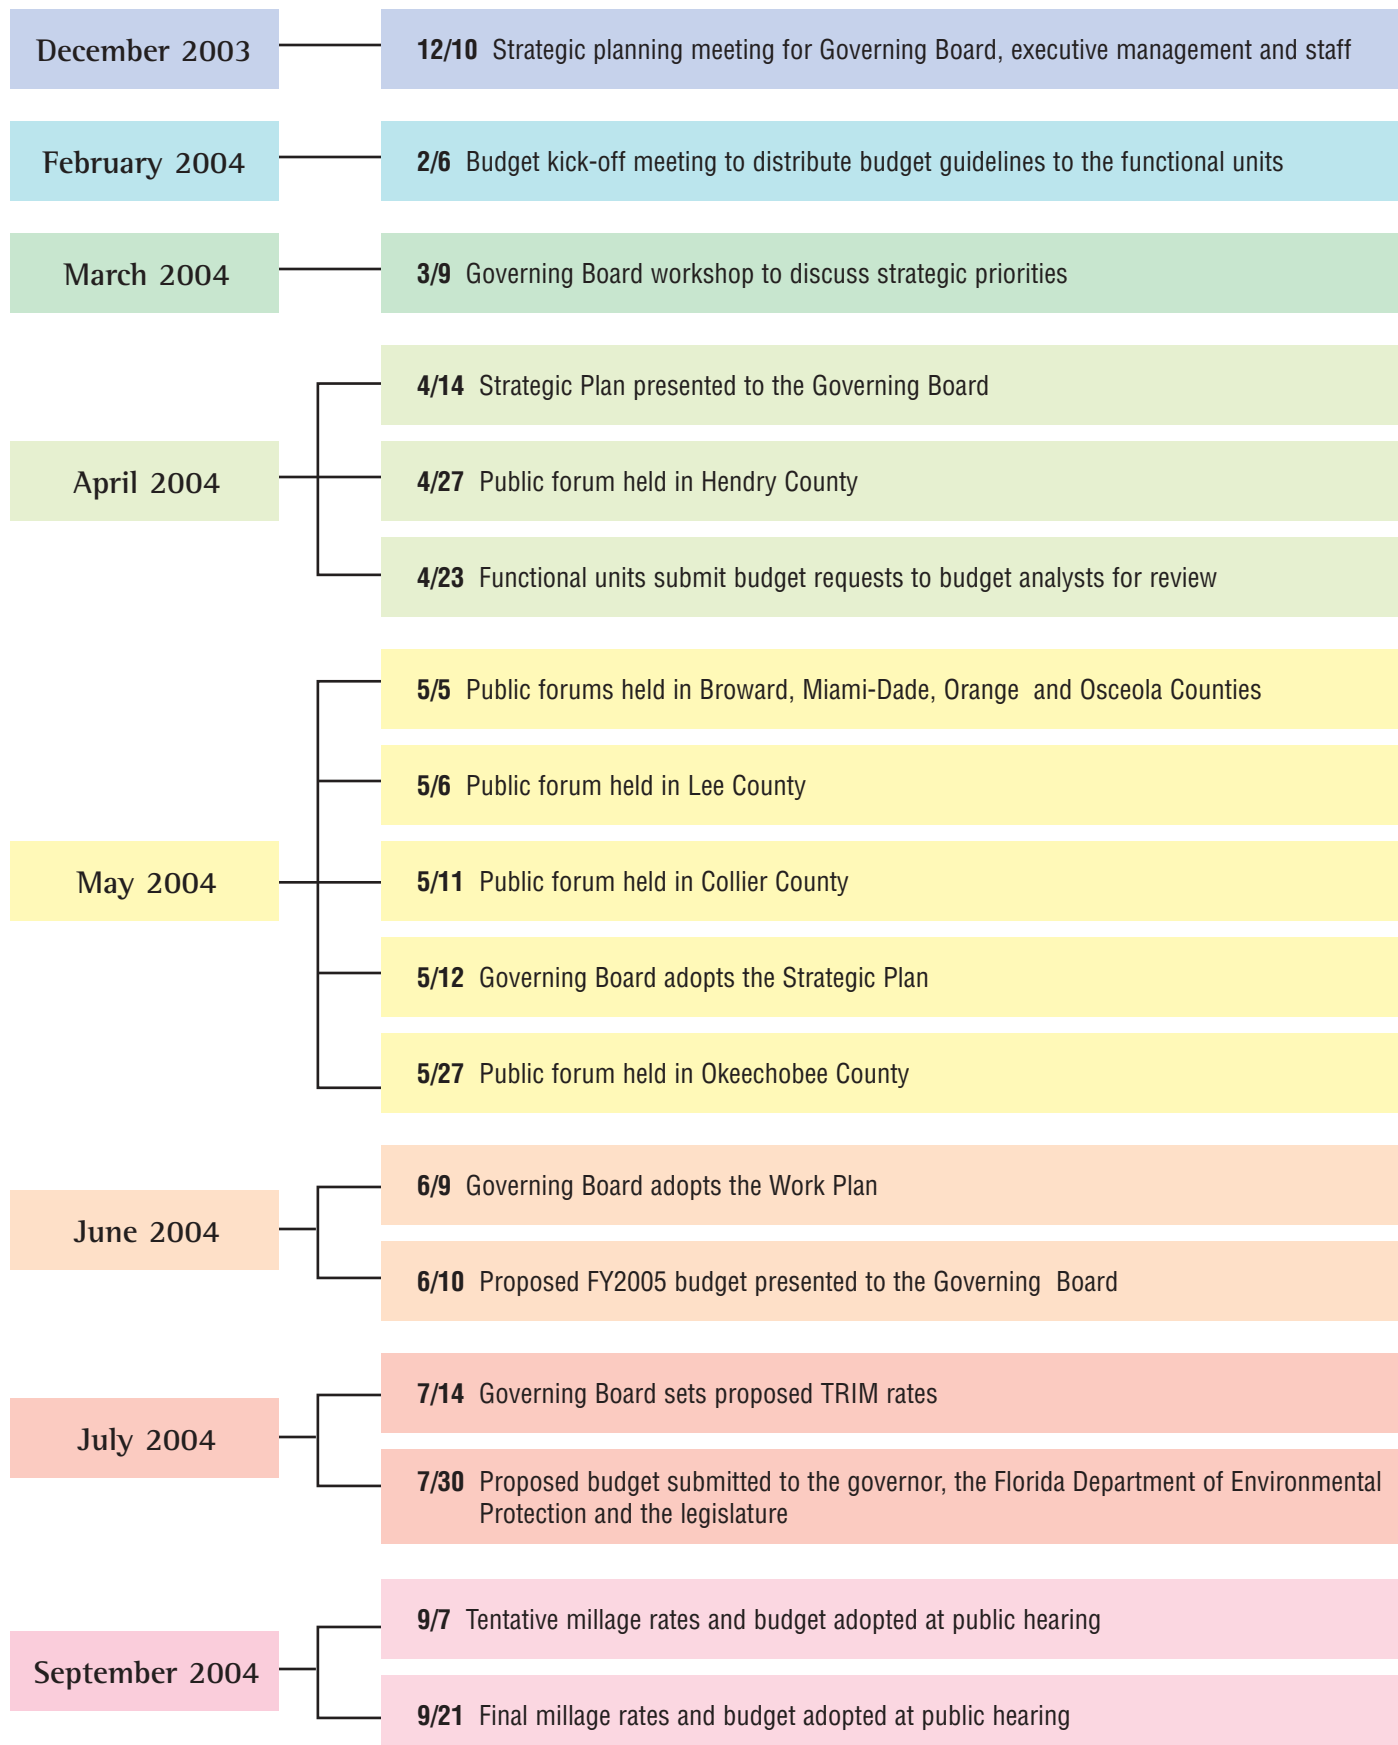 December 2003
12/10 Strategic planning meeting for Governing Board, executive management and staff
February 2004
2/6 Budget kick-off meeting to distribute budget guidelines to the functional units
March 2004
3/9 Governing Board workshop to discuss strategic priorities
April 2004
4/14 Strategic Plan presented to the Governing Board
4/27 Public forum held in Hendry County
4/23 Functional units submit budget requests to budget analysts for review
May 2004
5/5 Public forums held in Broward, Miami-Dade, Orange and Osceola Counties
5/6 Public forum held in Lee County
5/11 Public forum held in Collier County
5/12 Governing Board adopts the Strategic Plan
5/27 Public forum held in Okeechobee County
June 2004
6/9 Governing Board adopts the Work Plan
6/10 Proposed FY2005 budget presented to the Governing Board
July 2004
7/14 Governing Board sets proposed TRIM rates
7/30 Proposed budget submitted to the governor, the Florida Department of Environmental
Protection and the legislature
September 2004
9/7 Tentative millage rates and budget adopted at public hearing
9/21 Final millage rates and budget adopted at public hearing